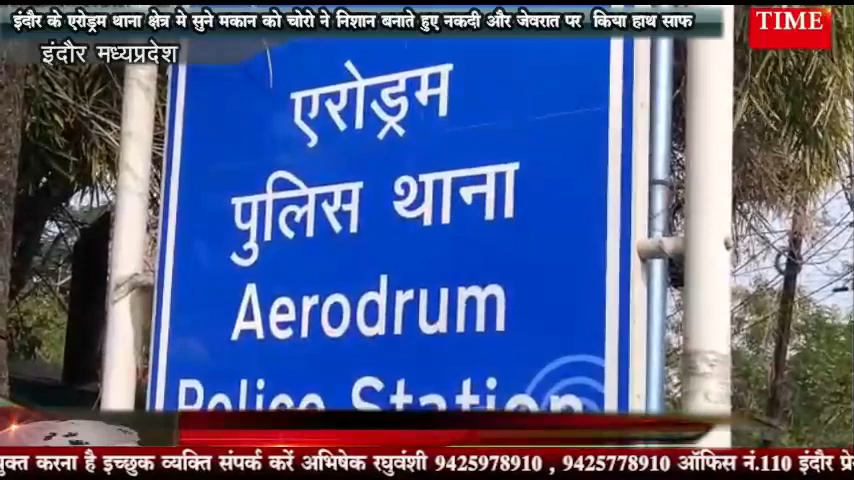 इंदौर के एरोड्रम थाना क्षेत्र मे सुने मकान को चोरो ने निशान बनाते हुए नकदी और जेवरात पर किया हाथ साफ
TIME
इंदौर मध्यप्रदेश
एरोड्रम
पुलिस थाना
Aerodrum
Police Station
युक्त करना है इच्छुक व्यक्ति संपर्क करें अभिषेक रघुवंशी 9425978910 , 9425778910 ऑफिस नं.110 इंदौर प्रे